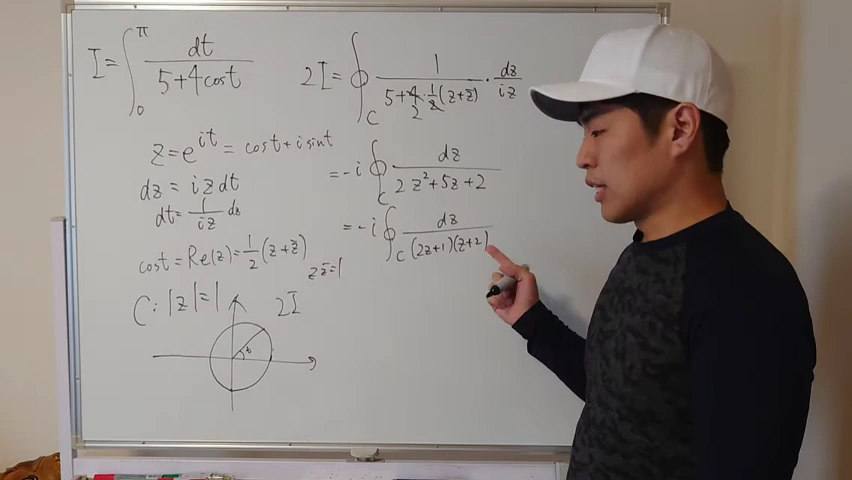 I = ∫₀^π dt / (5+4cost)
z = e^{it} = cost + i sint
dz = iz dt
dt = 1/(iz) dz
cost = Re(z) = 1/2 (z + z̄)
z z̄ = 1
C: |z| = 1
2I
t
2I = ∮_C 1 / (5 + 4 · 1/2 (z + z̄)) · dz/(iz)
2
= -i ∮_C dz / (2z² + 5z + 2)
= -i ∮_C dz / ((2z+1)(z+2))